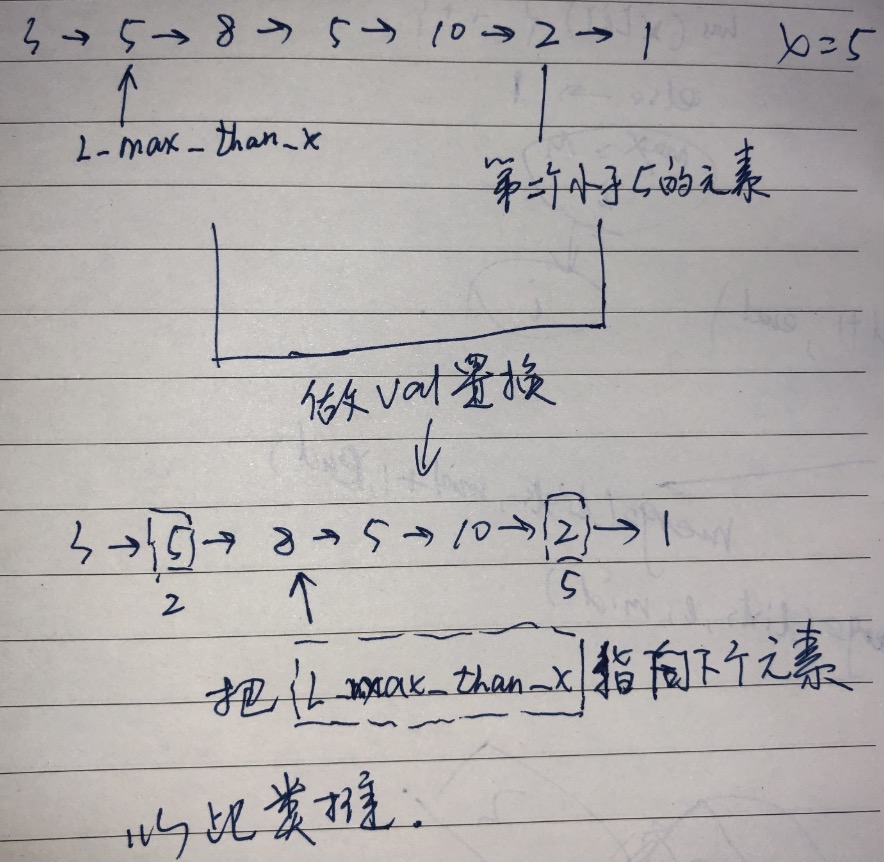 3 → 5 → 8 → 5 → 10 → 2 → 1 x=5
L_max_than_x
第二个小于5的元素
做val置换
3 → 5 → 8 → 5 → 10 → 2 → 1
2 5
把 L_max_than_x 指向下个元素
以此类推.